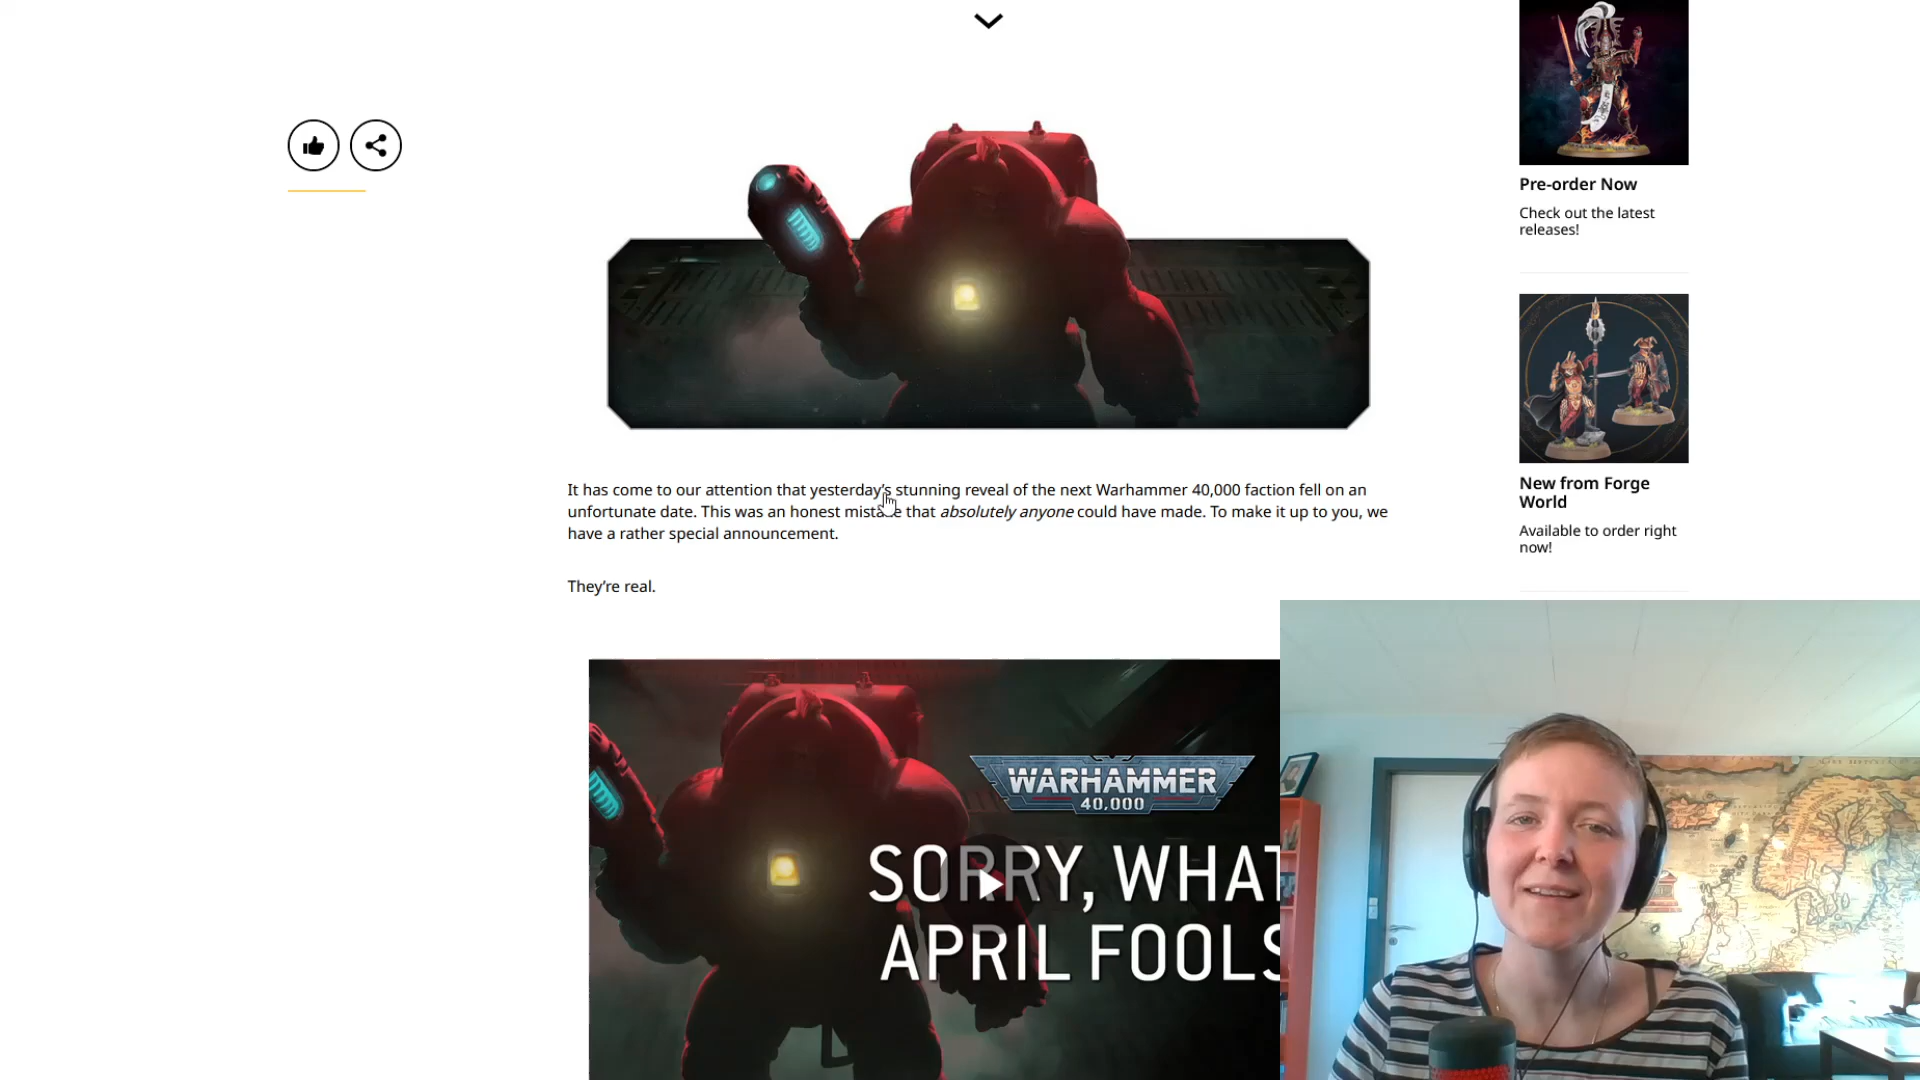 Pre-order Now
Check out the latest
releases!
New from Forge
World
Available to order right
now!
It has come to our attention that yesterday's stunning reveal of the next Warhammer 40,000 faction fell on an
unfortunate date. This was an honest mistake that absolutely anyone could have made. To make it up to you, we
have a rather special announcement.
They're real.
WARHAMMER
40,000
SORRY, WHAT
APRIL FOOLS